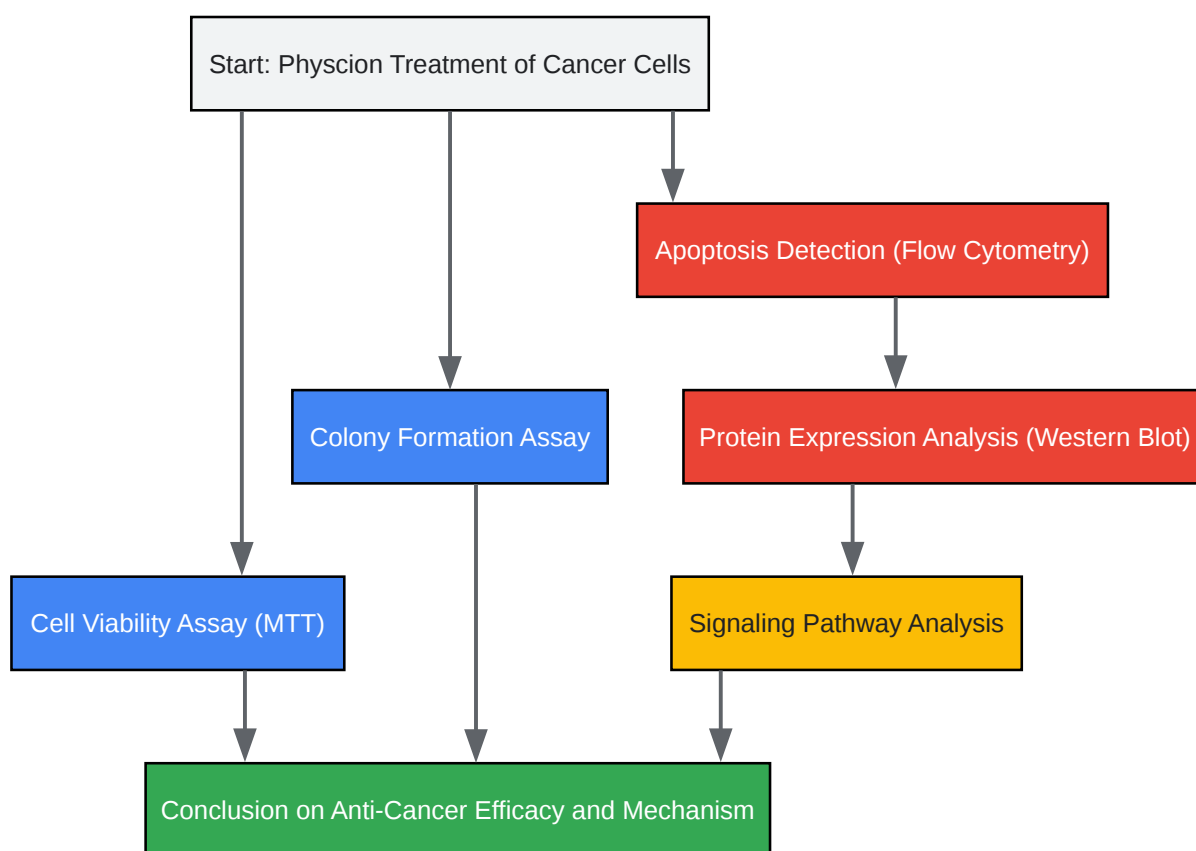 Start: Physcion Treatment of Cancer Cells
Apoptosis Detection (Flow Cytometry)
Colony Formation Assay
Protein Expression Analysis (Western Blot)
Cell Viability Assay (MTT)
Signaling Pathway Analysis
Conclusion on Anti-Cancer Efficacy and Mechanism